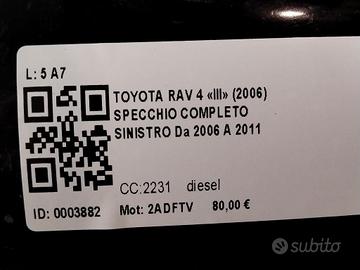 L: 5 A7
TOYOTA RAV 4 «III» (2006)
SPECCHIO COMPLETO
SINISTRO Da 2006 A 2011
CC:2231 diesel
ID: 0003882 Mot: 2ADFTV 80,00 €
subito